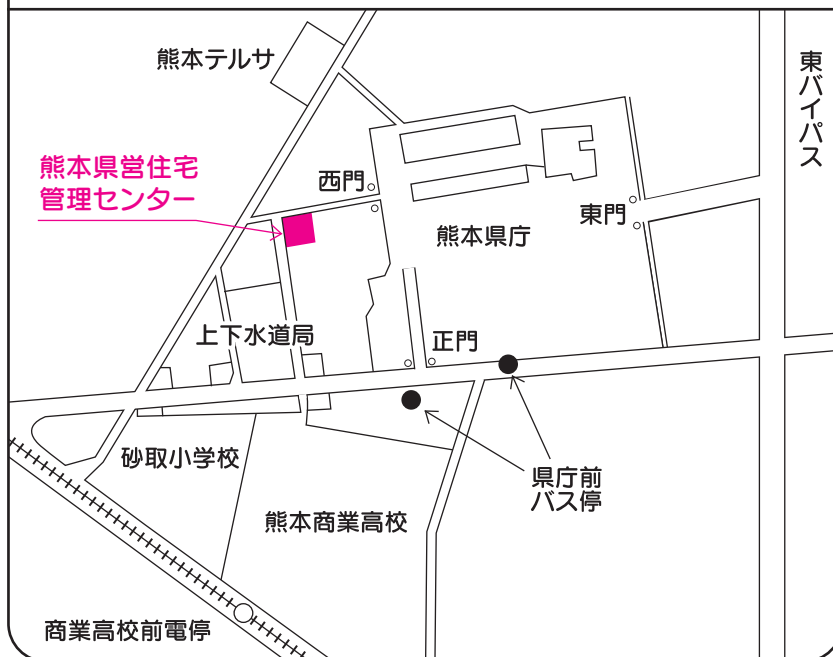 熊本テルサ
東バイパス
熊本県営住宅
管理センター
西門
東門
熊本県庁
上下水道局
正門
砂取小学校
県庁前
バス停
熊本商業高校
商業高校前電停